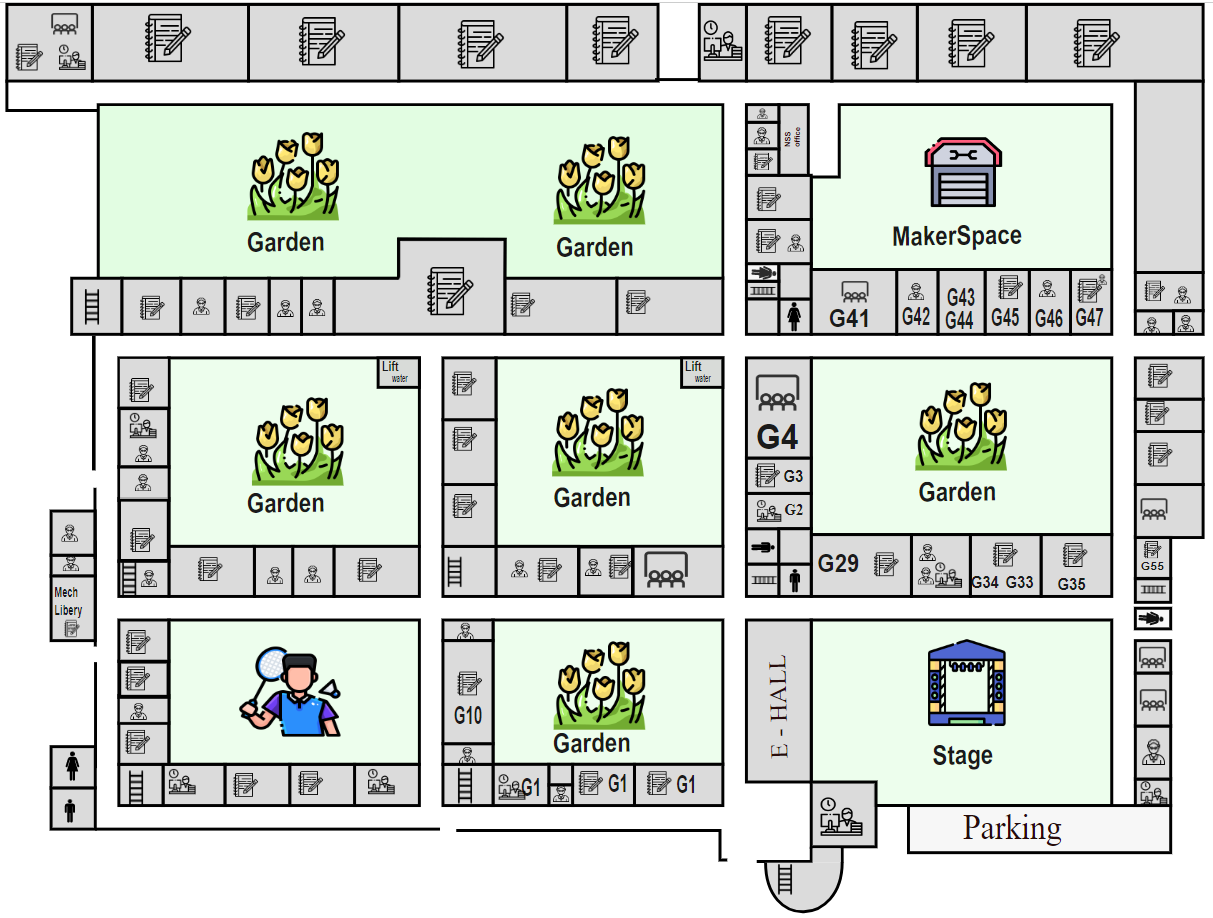 NSS
office
Garden
Garden
MakerSpace
G41
G42
G43
G44
G45
G46
G47
Lift
water
Lift
water
G4
Garden
Garden
Garden
G3
G2
G29
G34 G33
G35
G55
Mech
Libery
G10
E - HALL
Garden
Stage
G1
G1
G1
Parking